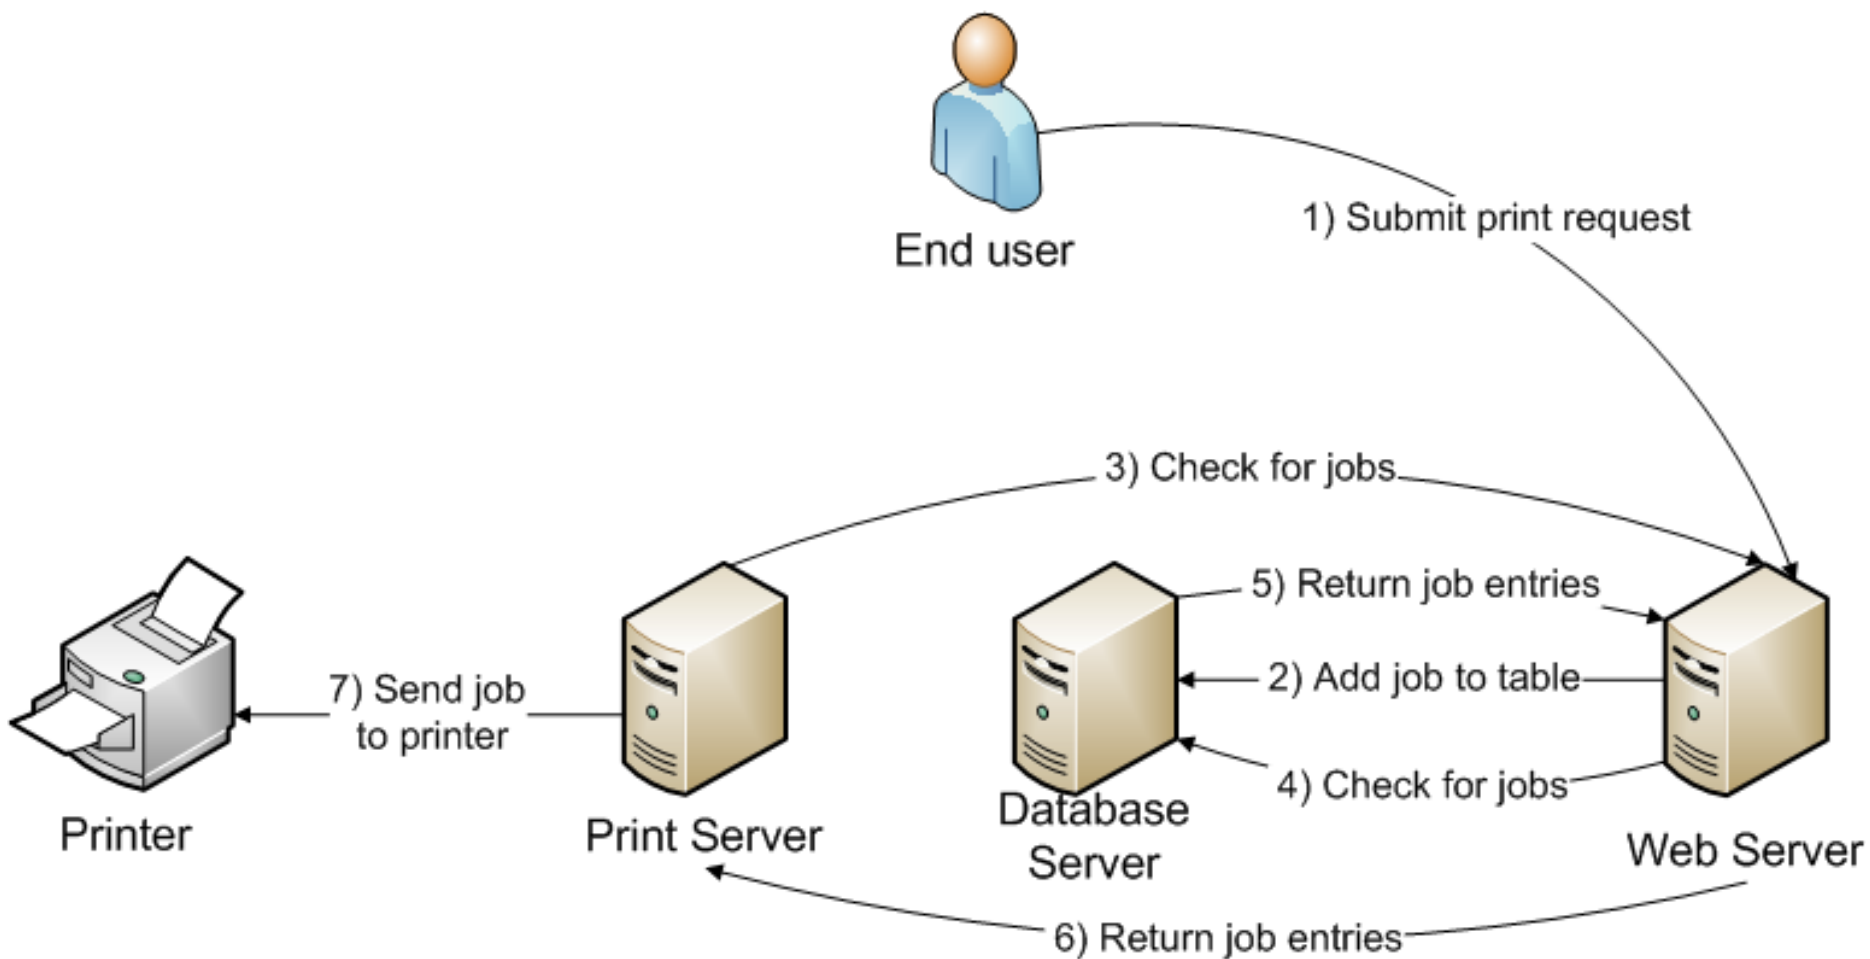 End user
1) Submit print request
3) Check for jobs
5) Return job entries
2) Add job to table
7) Send job
to printer
4) Check for jobs
Printer
Print Server
Database
Server
Web Server
6) Return job entries